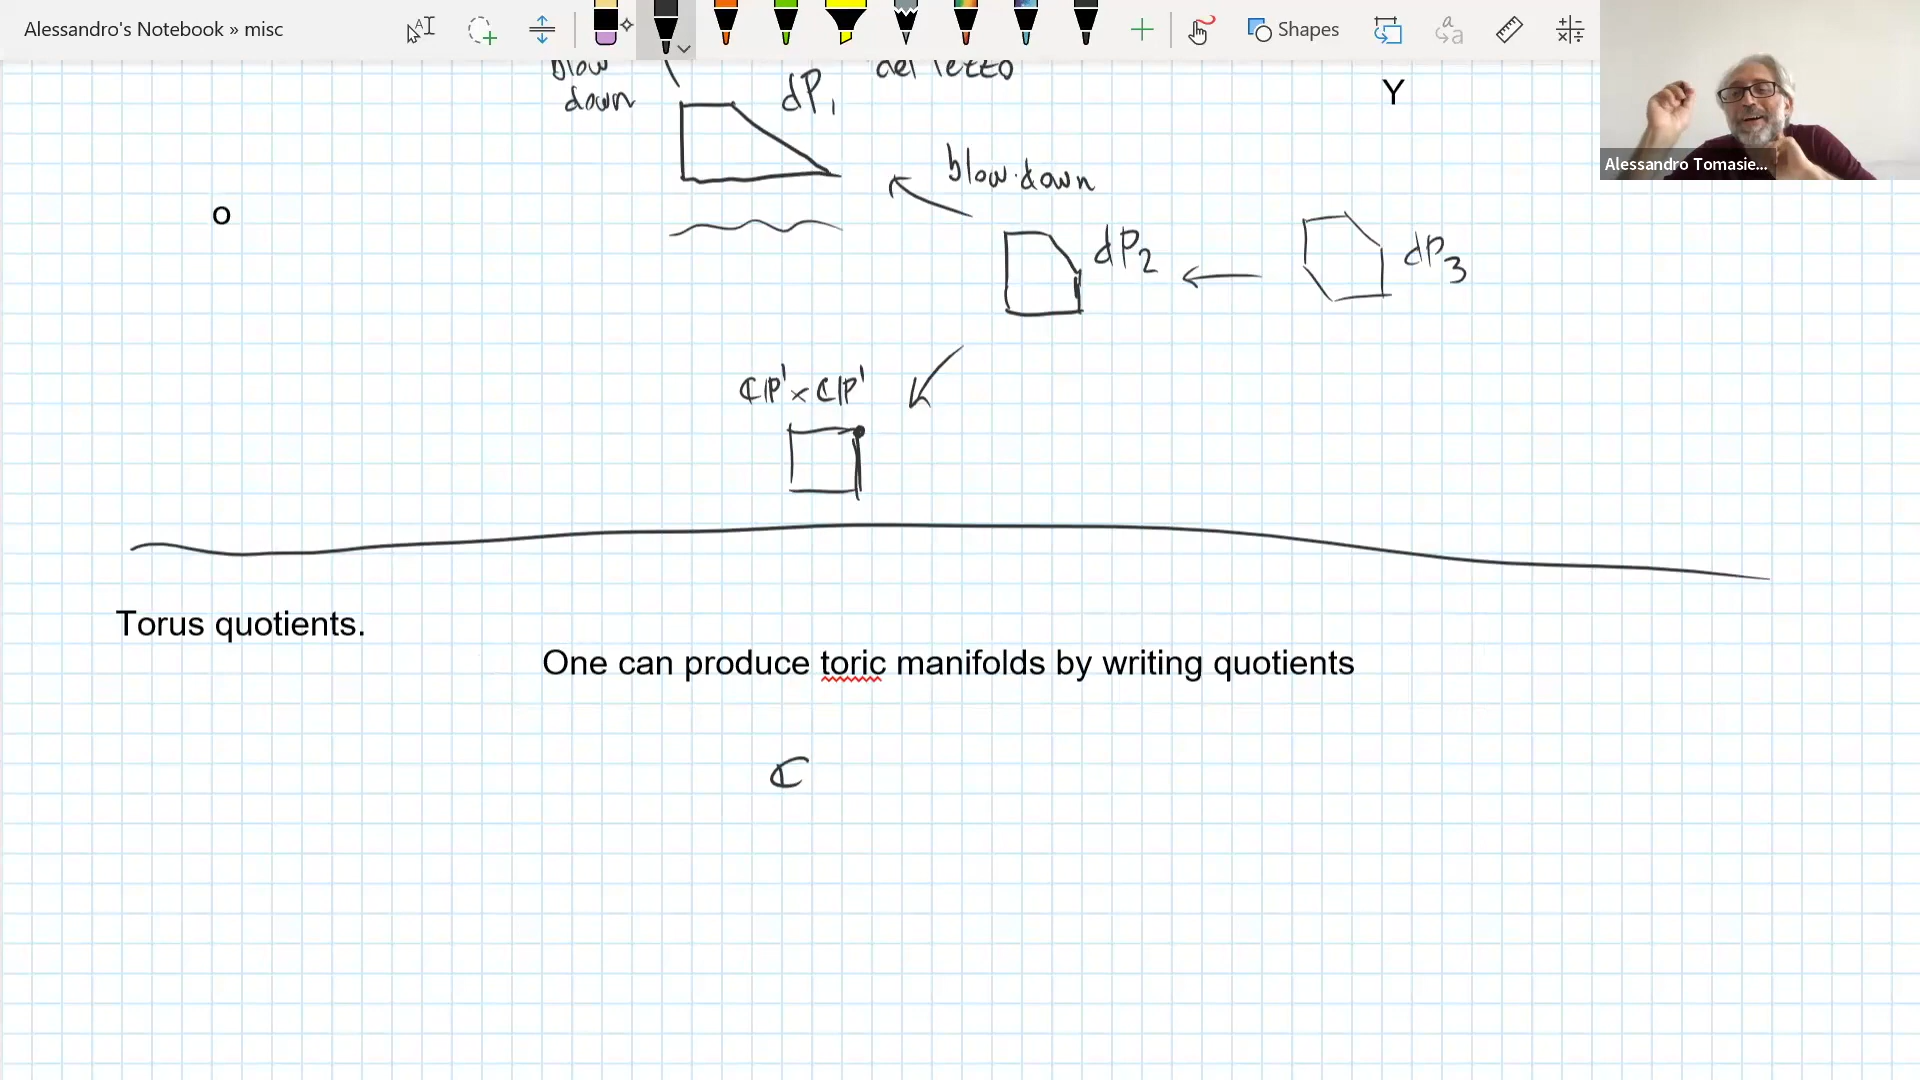 Alessandro's Notebook » misc
Shapes
Alessandro Tomasie...
blow
down
dP₁
del tetto
Y
blow-down
o
dP₂
dP₃
ℂℙ¹×ℂℙ¹
Torus quotients.
One can produce toric manifolds by writing quotients
ℂ